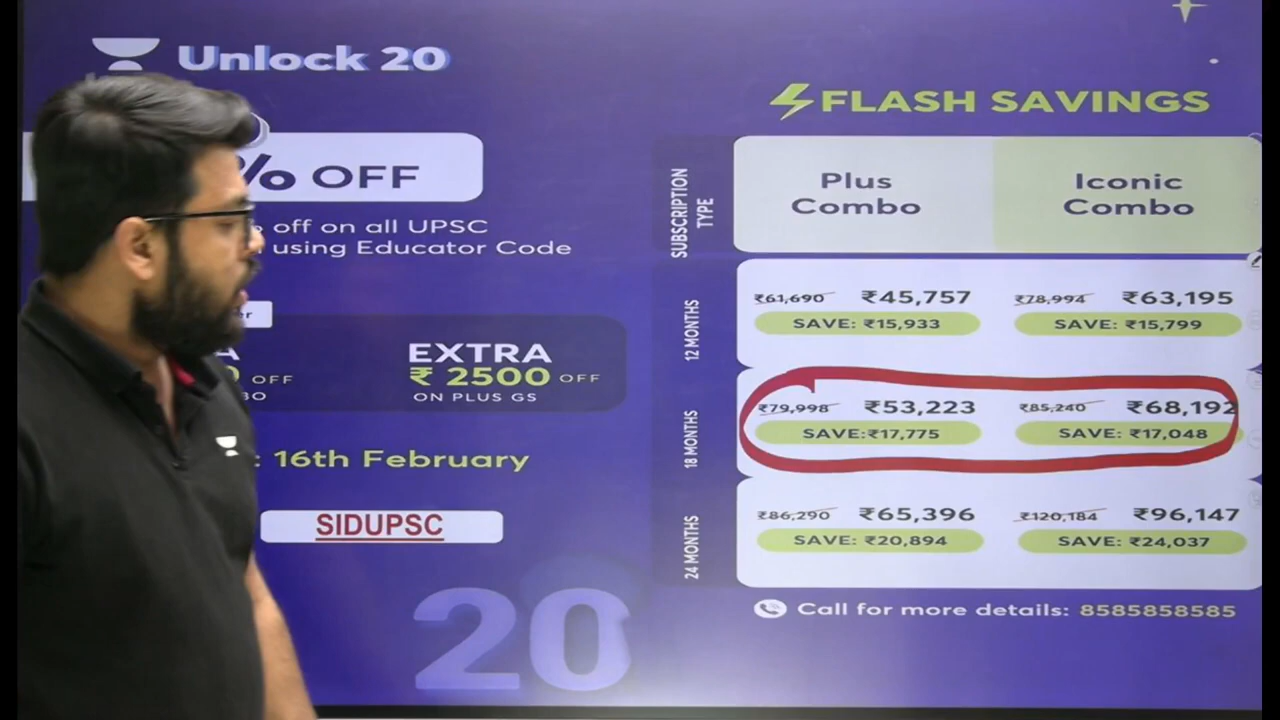 Unlock 20
% OFF
off on all UPSC
using Educator Code
EXTRA
₹ 2500 OFF
ON PLUS GS
OFF
: 16th February
SIDUPSC
20
FLASH SAVINGS
SUBSCRIPTION
TYPE
Plus
Combo
Iconic
Combo
12 MONTHS
₹61,690 ₹45,757
SAVE: ₹15,933
₹78,994 ₹63,195
SAVE: ₹15,799
18 MONTHS
₹79,998 ₹53,223
SAVE:₹17,775
₹85,240 ₹68,192
SAVE: ₹17,048
24 MONTHS
₹86,290 ₹65,396
SAVE: ₹20,894
₹120,184 ₹96,147
SAVE: ₹24,037
Call for more details: 8585858585